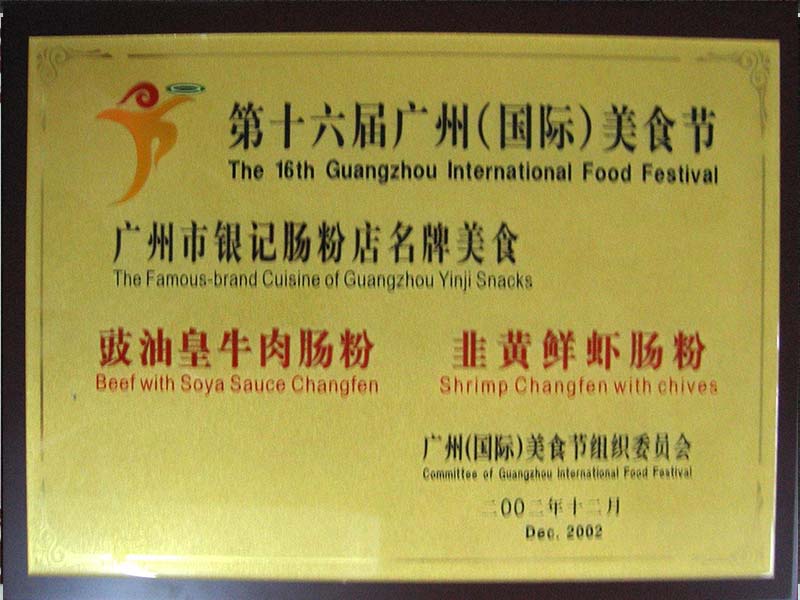 第十六届广州(国际)美食节
The 16th Guangzhou International Food Festival
广州市银记肠粉店名牌美食
The Famous-brand Cuisine of Guangzhou Yinji Snacks
豉油皇牛肉肠粉 韭黄鲜虾肠粉
Beef with Soya Sauce Changfen Shrimp Changfen with chives
广州(国际)美食节组织委员会
Committee of Guangzhou International Food Festival
二00二年十二月
Dec. 2002